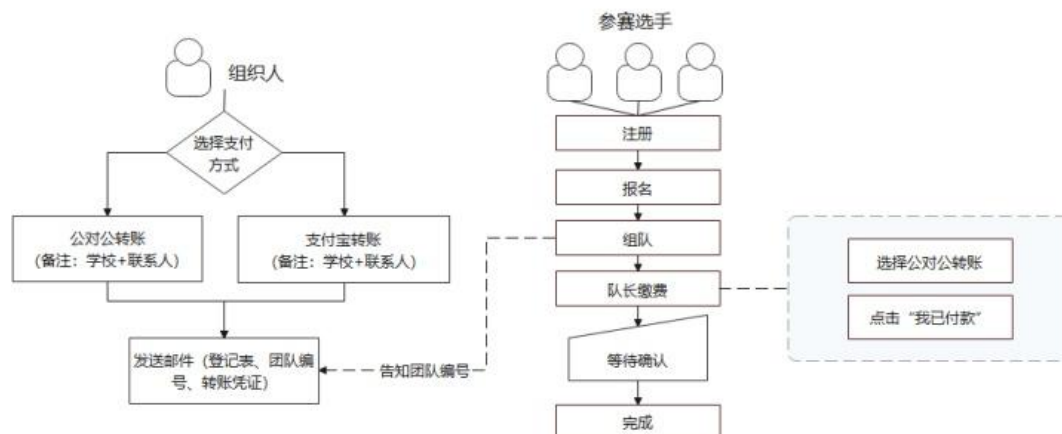 组织人
选择支付
方式
公对公转账
(备注:学校+联系人)
支付宝转账
(备注:学校+联系人)
发送邮件(登记表、团队编
号、转账凭证)
告知团队编号
参赛选手
注册
报名
组队
队长缴费
等待确认
完成
选择公对公转账
点击“我已付款”